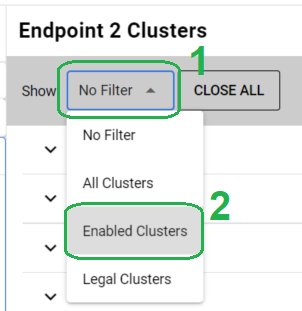 Endpoint 2 Clusters
1
Show No Filter CLOSE ALL
No Filter
All Clusters
2
Enabled Clusters
Legal Clusters